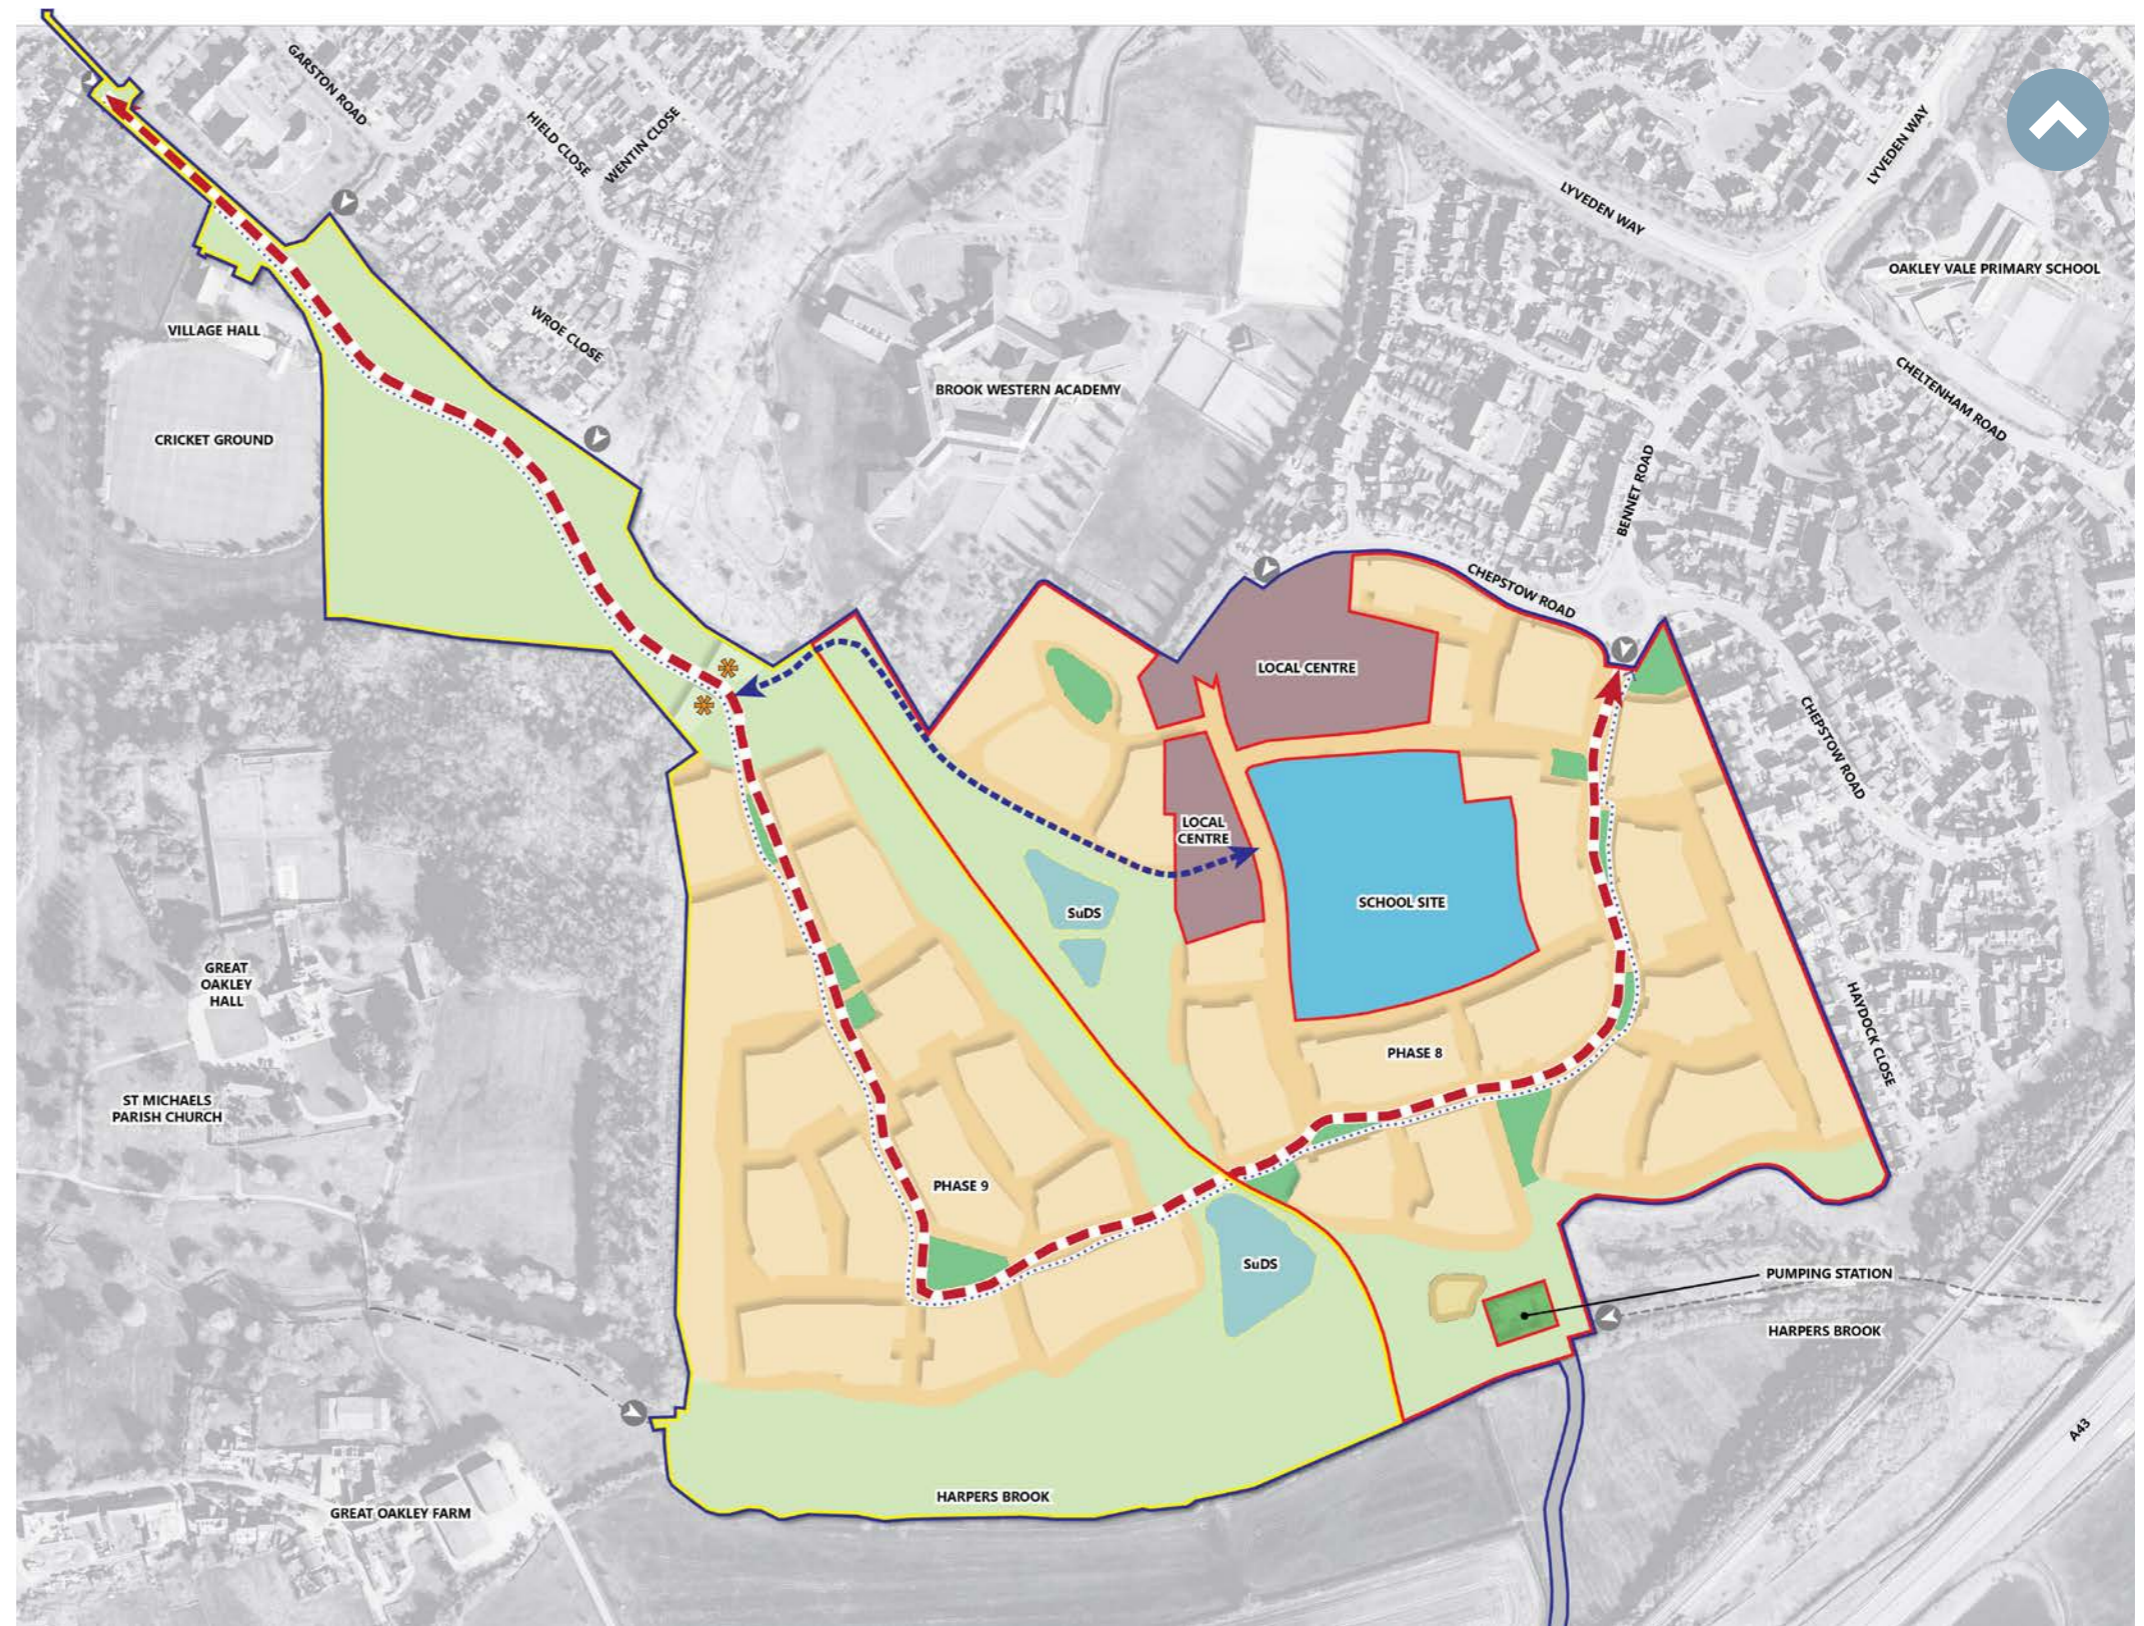 GARSTON ROAD
HIELD CLOSE
WENTIN CLOSE
LYVEDEN WAY
LYVEDEN WAY
OAKLEY VALE PRIMARY SCHOOL
VILLAGE HALL
WROE CLOSE
BROOK WESTERN ACADEMY
CHELTENHAM ROAD
CRICKET GROUND
BENNET ROAD
CHEPSTOW ROAD
LOCAL CENTRE
CHEPSTOW ROAD
LOCAL
CENTRE
SCHOOL SITE
SuDS
GREAT
OAKLEY
HALL
HAYDOCK CLOSE
PHASE 8
ST MICHAELS
PARISH CHURCH
PHASE 9
SuDS
PUMPING STATION
HARPERS BROOK
A43
HARPERS BROOK
GREAT OAKLEY FARM